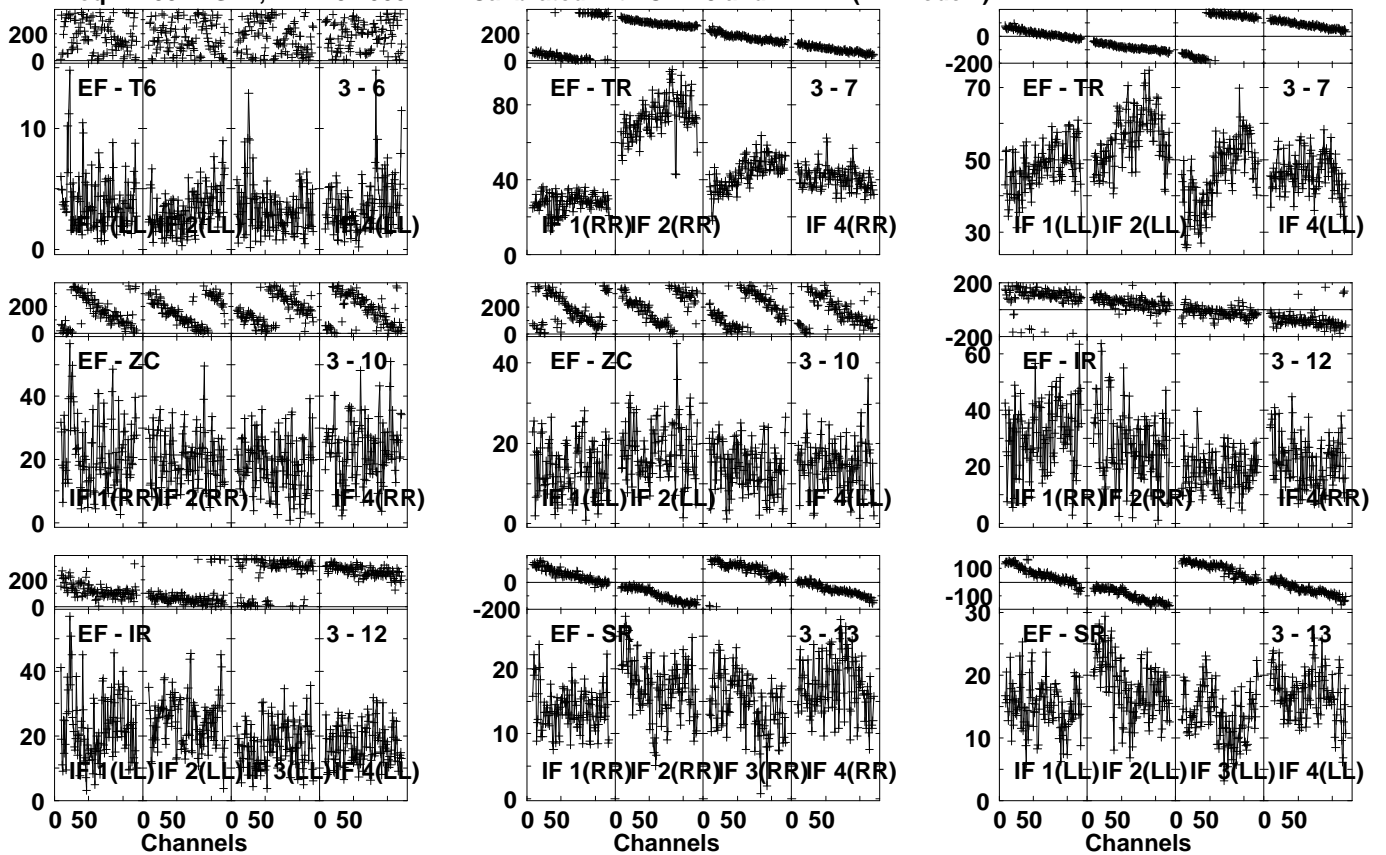 200
0
EF - T6
3 - 6
10
0
IF 1(LL)
IF 2(LL)
IF 4(LL)
200
0
EF - TR
3 - 7
80
60
40
20
0
IF 1(RR)
IF 2(RR)
IF 4(RR)
0
-200
EF - TR
3 - 7
70
50
30
IF 1(LL)
IF 2(LL)
IF 4(LL)
200
0
EF - ZC
3 - 10
40
20
0
IF 1(RR)
IF 2(RR)
IF 4(RR)
200
0
EF - ZC
3 - 10
40
20
0
IF 1(LL)
IF 2(LL)
IF 4(LL)
200
-200
EF - IR
3 - 12
60
40
20
0
IF 1(RR)
IF 2(RR)
IF 4(RR)
200
0
EF - IR
3 - 12
40
20
0
IF 1(LL)
IF 2(LL)
IF 3(LL)
IF 4(LL)
0 50 0 50 0 50 0 50
Channels
0
-200
EF - SR
3 - 13
20
10
0
IF 1(RR)
IF 2(RR)
IF 3(RR)
IF 4(RR)
0 50 0 50 0 50 0 50
Channels
100
-100
EF - SR
3 - 13
30
20
10
0
IF 1(LL)
IF 2(LL)
IF 3(LL)
IF 4(LL)
0 50 0 50 0 50 0 50
Channels